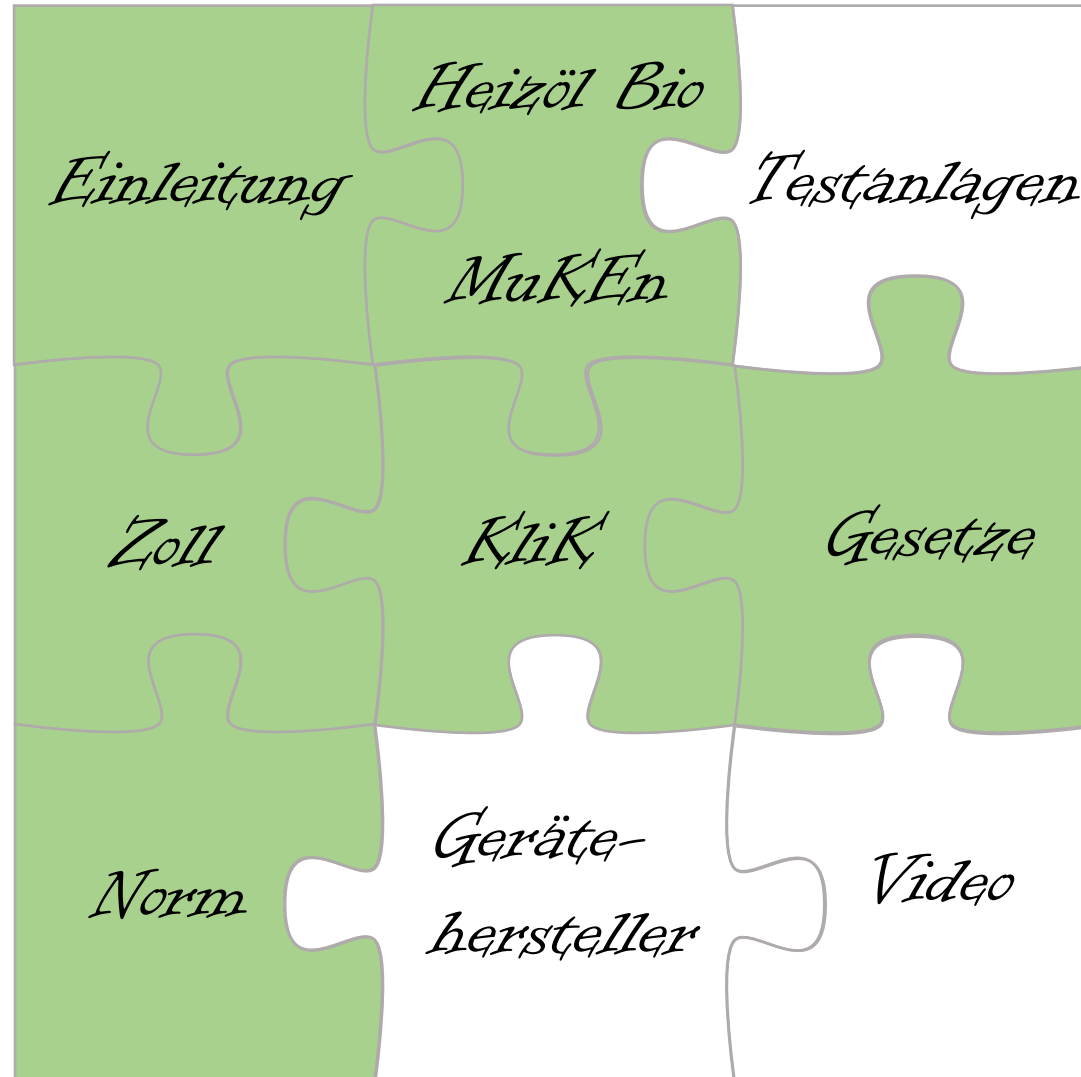 Einleitung
Heizöl Bio
MuKEn
Testanlagen
Zoll
KliK
Gesetze
Norm
Geräte-
hersteller
Video